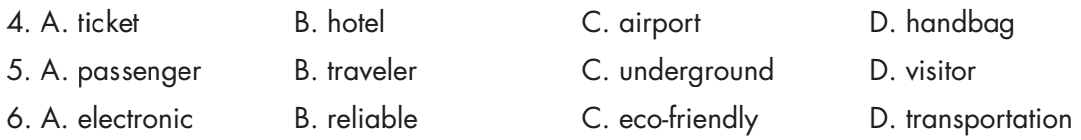 4. A. ticket B. hotel C. airport D. handbag
5. A. passenger B. traveler C. underground D. visitor
6. A. electronic B. reliable C. eco-friendly D. transportation